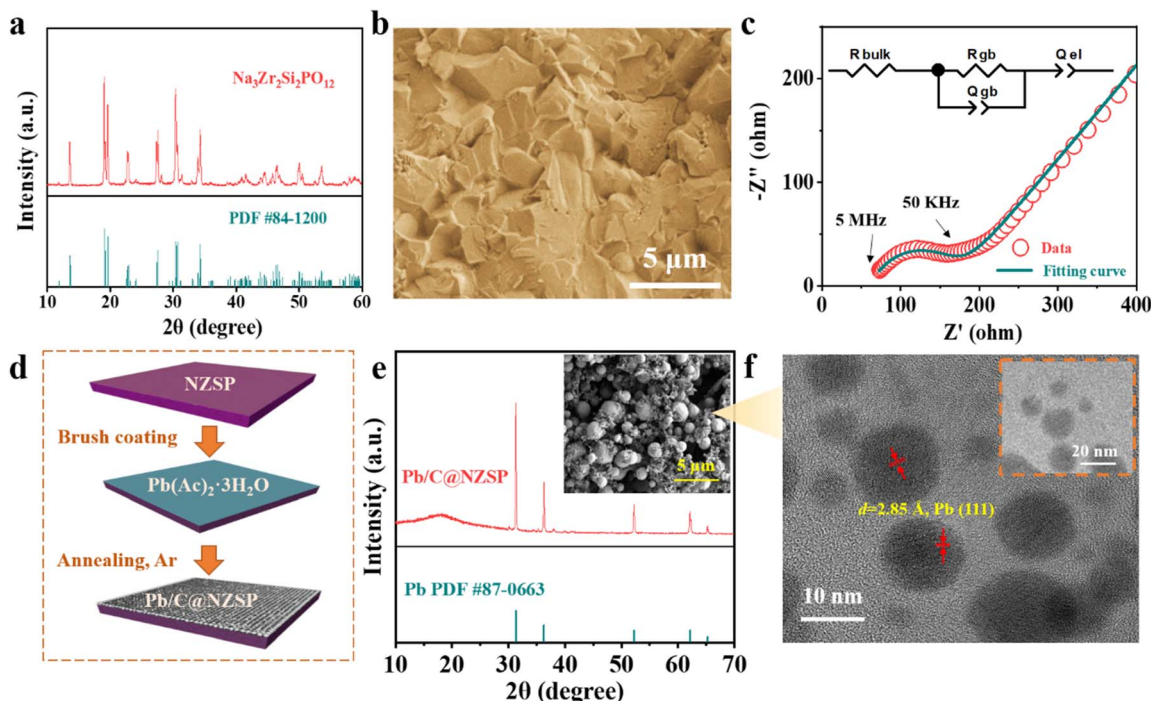 a
Na₃Zr₂Si₂PO₁₂
PDF #84-1200
Intensity (a.u.)
10 20 30 40 50 60
2θ (degree)
b
5 μm
c
R bulk
R gb
Q el
Q gb
200
100
0
-Z'' (ohm)
5 MHz
50 KHz
Data
Fitting curve
0 100 200 300 400
Z' (ohm)
d
NZSP
Brush coating
Pb(Ac)₂·3H₂O
Annealing, Ar
Pb/C@NZSP
e
5 μm
Pb/C@NZSP
Pb PDF #87-0663
Intensity (a.u.)
10 20 30 40 50 60 70
2θ (degree)
f
20 nm
d=2.85 Å, Pb (111)
10 nm